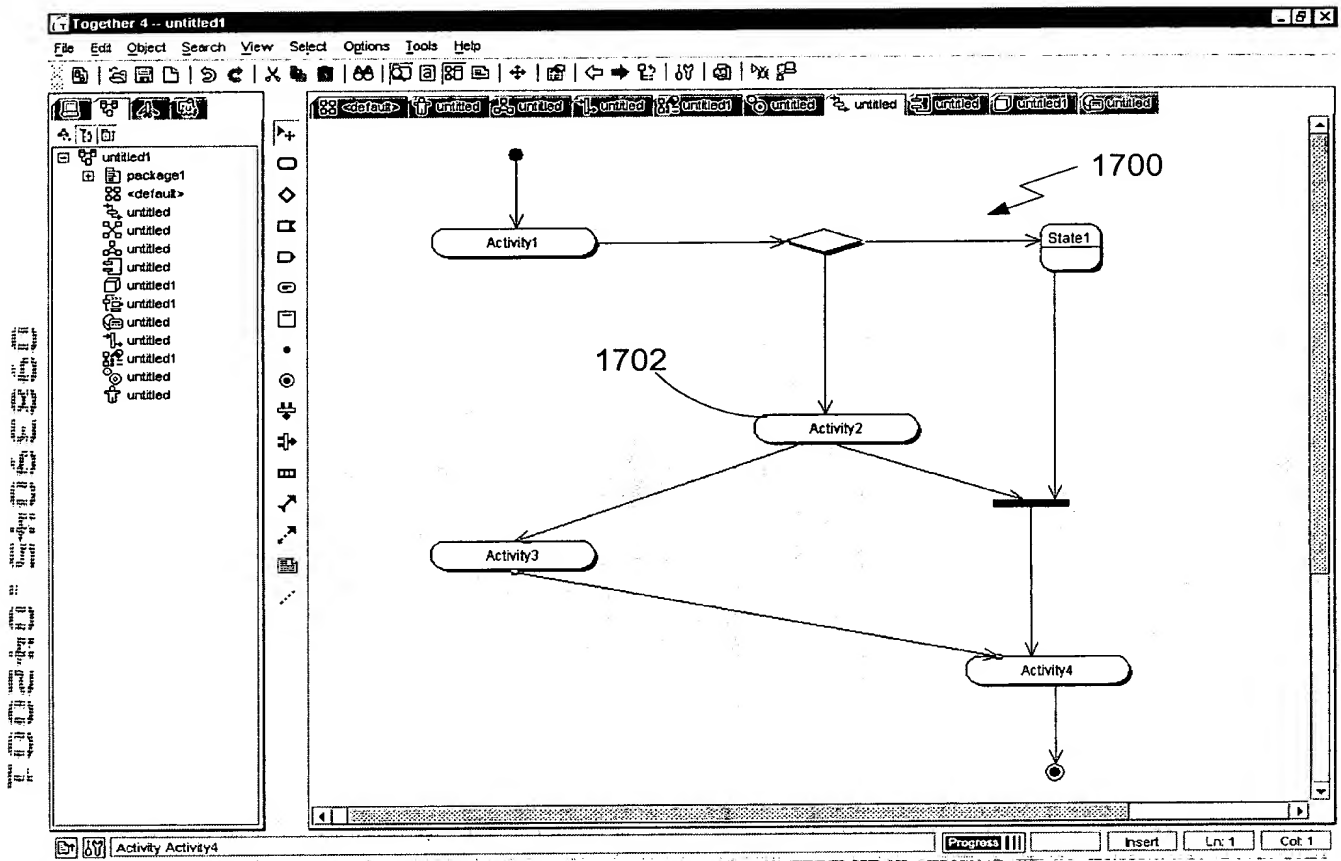 Together 4 -- untitled1
File Edit Object Search View Select Options Tools Help
<default> untitled untitled untitled untitled1 untitled untitled untitled untitled1 untitled
untitled1
package1
<default>
untitled
untitled
untitled
untitled
untitled1
untitled1
untitled
untitled
untitled1
untitled
untitled
1700
Activity1
State1
1702
Activity2
Activity3
Activity4
Activity Activity4
Progress
Insert
Ln: 1
Col: 1